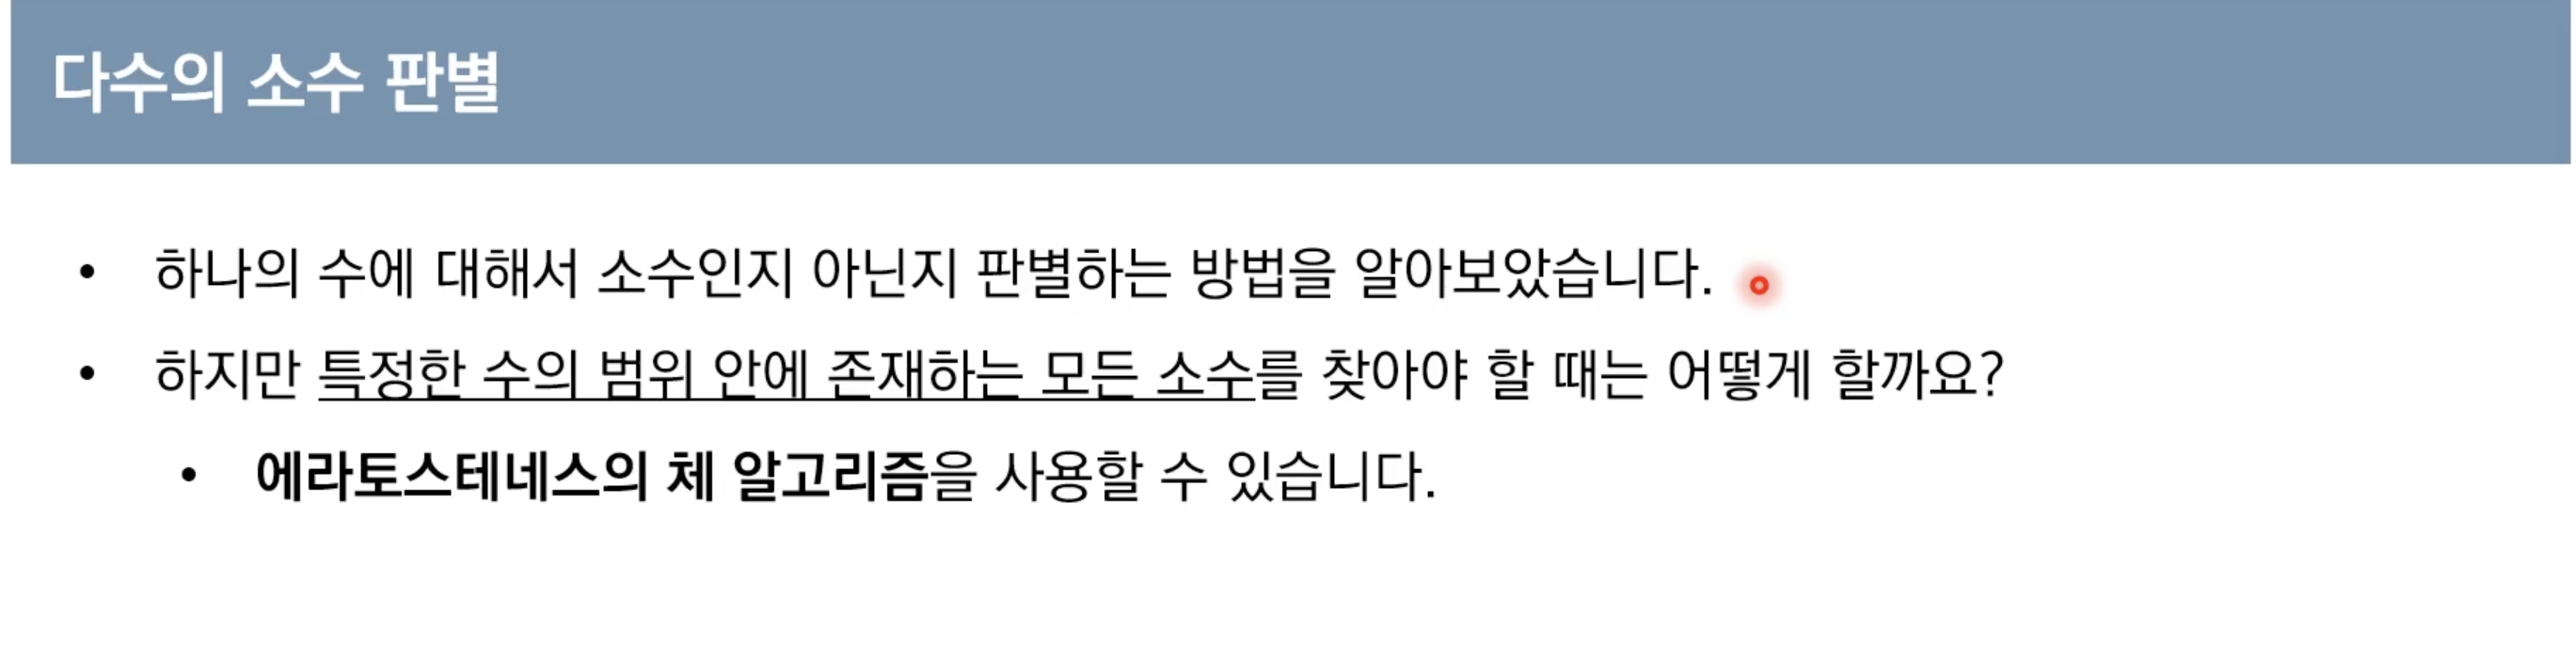 다수의 소수 판별
• 하나의 수에 대해서 소수인지 아닌지 판별하는 방법을 알아보았습니다.
• 하지만 특정한 수의 범위 안에 존재하는 모든 소수를 찾아야 할 때는 어떻게 할까요?
• 에라토스테네스의 체 알고리즘을 사용할 수 있습니다.